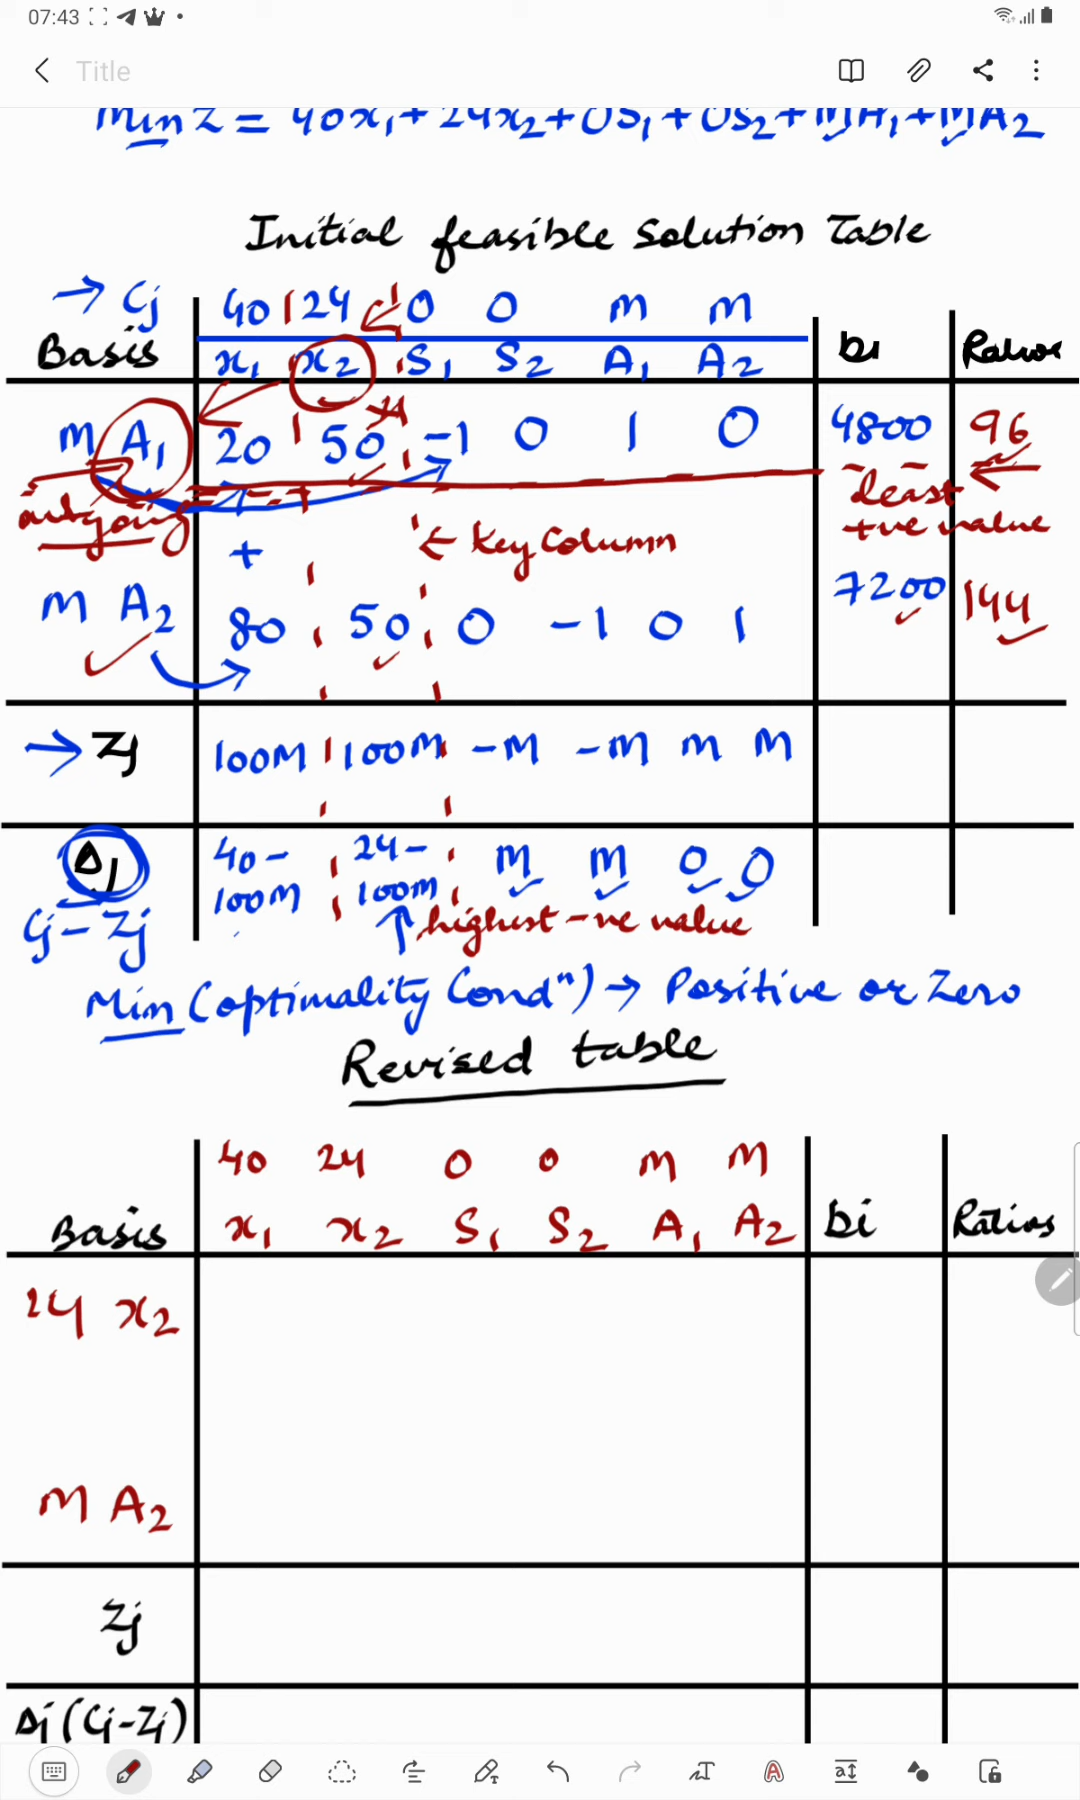 07:43
Title
Min Z = 40x₁ + 24x₂ + 0S₁ + 0S₂ + MA₁ + MA₂
Initial feasible Solution Table
→ Cj 40 24 0 0 M M
Basis x₁ x₂ S₁ S₂ A₁ A₂ bi Ratios
M A₁ 20 50 -1 0 1 0 4800 96
outgoing least
+ve value
+ ← Key Column
M A₂ 80 50 0 -1 0 1 7200 144
→ Zj 100M 100M -M -M M M
Δj 40- 24- M M 0 0
100M 100M
Cj - Zj ↑ highest -ve value
Min (optimality Condⁿ) → Positive or Zero
Revised table
40 24 0 0 M M
Basis x₁ x₂ S₁ S₂ A₁ A₂ bi Ratios
24 x₂
M A₂
Zj
Δj (Cj-Zj)